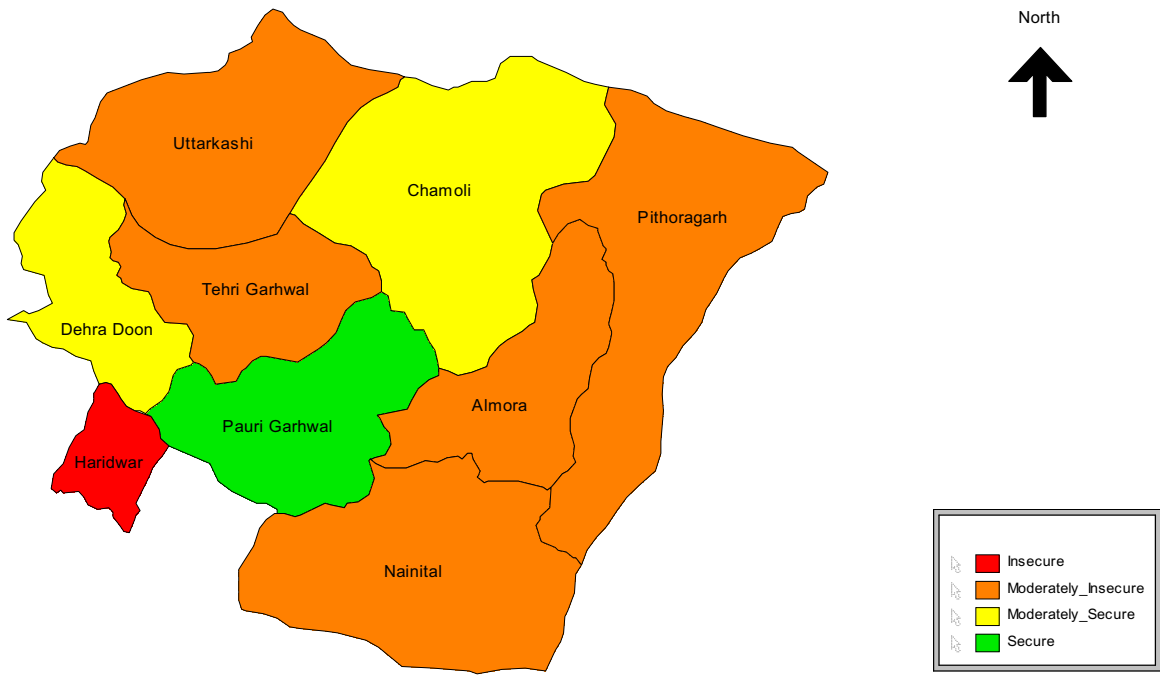 North
Uttarkashi
Chamoli
Pithoragarh
Tehri Garhwal
Dehra Doon
Almora
Pauri Garhwal
Haridwar
Nainital
Insecure
Moderately_Insecure
Moderately_Secure
Secure